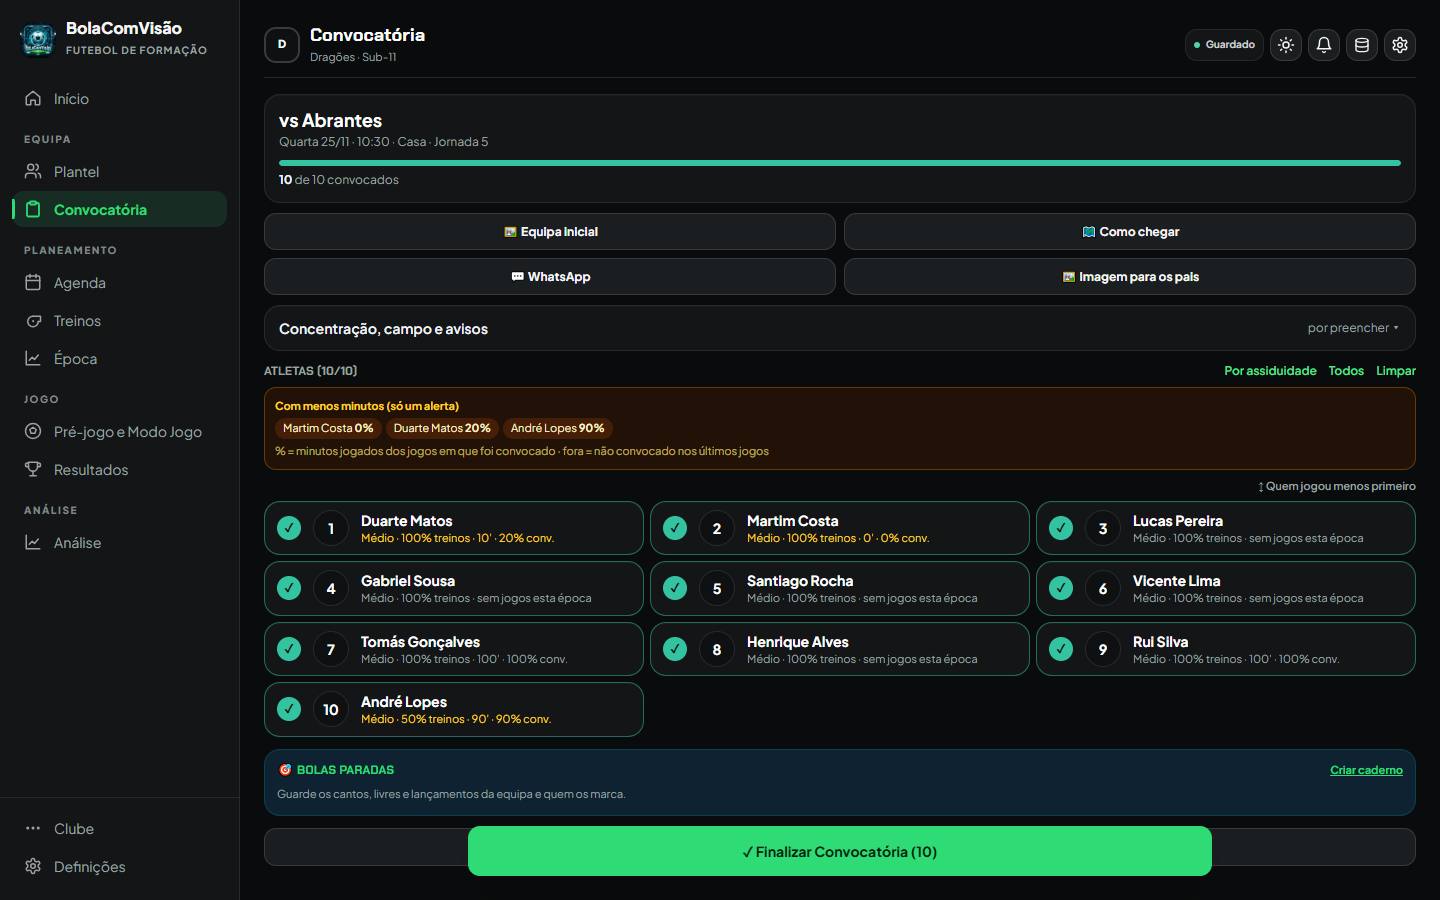 BolaComVisão
FUTEBOL DE FORMAÇÃO
Início
EQUIPA
Plantel
Convocatória
PLANEAMENTO
Agenda
Treinos
Época
JOGO
Pré-jogo e Modo Jogo
Resultados
ANÁLISE
Análise
Clube
Definições
D
Convocatória
Dragões · Sub-11
Guardado
vs Abrantes
Quarta 25/11 · 10:30 · Casa · Jornada 5
10 de 10 convocados
Equipa Inicial
Como chegar
WhatsApp
Imagem para os pais
Concentração, campo e avisos
por preencher
ATLETAS (10/10)
Por assiduidade Todos Limpar
Com menos minutos (só um alerta)
Martim Costa 0% Duarte Matos 20% André Lopes 90%
% = minutos jogados dos jogos em que foi convocado · fora = não convocado nos últimos jogos
↕ Quem jogou menos primeiro
✓ 1 Duarte Matos
Médio · 100% treinos · 10' · 20% conv.
✓ 2 Martim Costa
Médio · 100% treinos · 0' · 0% conv.
✓ 3 Lucas Pereira
Médio · 100% treinos · sem jogos esta época
✓ 4 Gabriel Sousa
Médio · 100% treinos · sem jogos esta época
✓ 5 Santiago Rocha
Médio · 100% treinos · sem jogos esta época
✓ 6 Vicente Lima
Médio · 100% treinos · sem jogos esta época
✓ 7 Tomás Gonçalves
Médio · 100% treinos · 100' · 100% conv.
✓ 8 Henrique Alves
Médio · 100% treinos · sem jogos esta época
✓ 9 Rui Silva
Médio · 100% treinos · 100' · 100% conv.
✓ 10 André Lopes
Médio · 50% treinos · 90' · 90% conv.
BOLAS PARADAS
Criar caderno
Guarde os cantos, livres e lançamentos da equipa e quem os marca.
✓ Finalizar Convocatória (10)